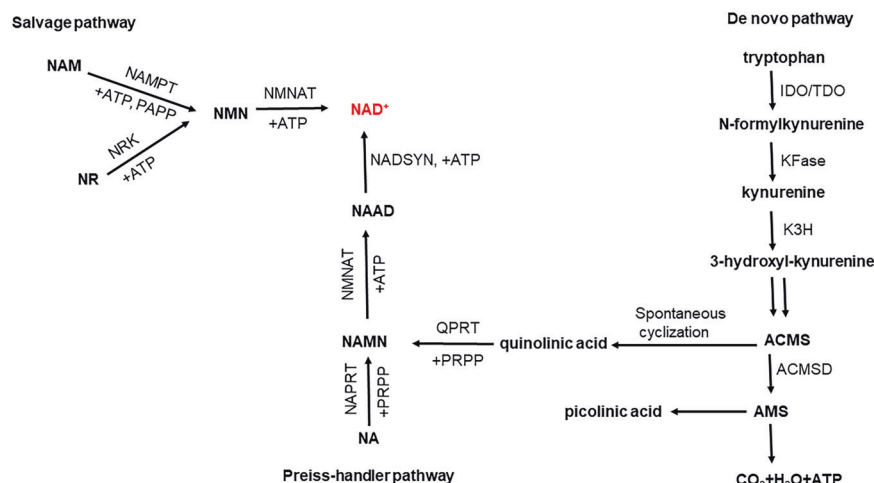 Salvage pathway
NAM
NAMPT
+ATP, PAPP
NR
NRK
+ATP
NMN
NMNAT
+ATP
NAD⁺
NADSYN, +ATP
NAAD
NMNAT
+ATP
NAMN
NAPRT
+PRPP
NA
Preiss-handler pathway
QPRT
+PRPP
quinolinic acid
Spontaneous
cyclization
De novo pathway
tryptophan
IDO/TDO
N-formylkynurenine
KFase
kynurenine
K3H
3-hydroxyl-kynurenine
ACMS
ACMSD
picolinic acid
AMS
CO₂+H₂O+ATP